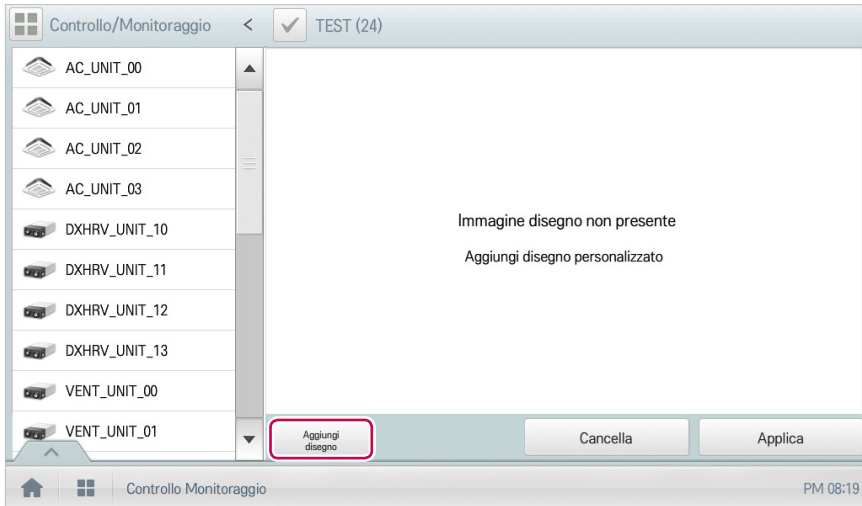 Controllo/Monitoraggio
<
TEST (24)
AC_UNIT_00
AC_UNIT_01
AC_UNIT_02
AC_UNIT_03
DXHRV_UNIT_10
DXHRV_UNIT_11
DXHRV_UNIT_12
DXHRV_UNIT_13
VENT_UNIT_00
VENT_UNIT_01
Immagine disegno non presente
Aggiungi disegno personalizzato
Aggiungi
disegno
Cancella
Applica
Controllo Monitoraggio
PM 08:19